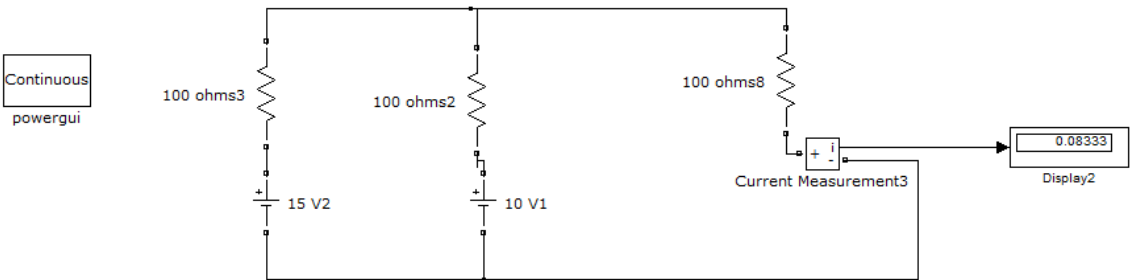 Continuous
powergui
100 ohms3
100 ohms2
100 ohms8
+
15 V2
+
10 V1
+ i
-
Current Measurement3
0.08333
Display2